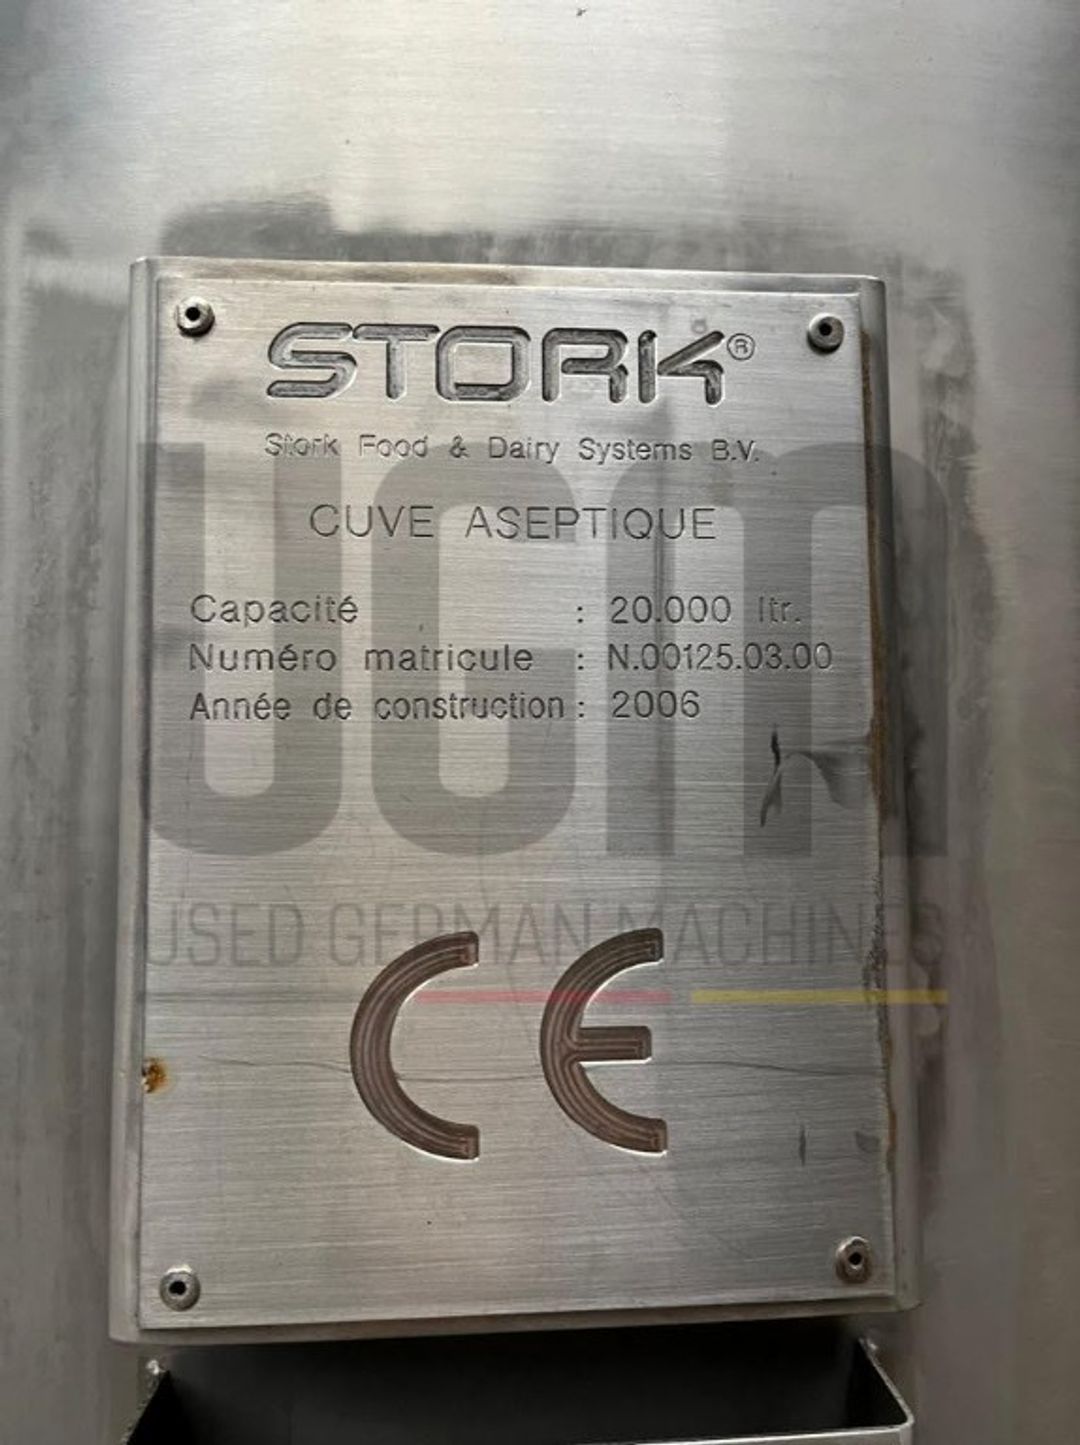 STORK®
Stork Food & Dairy Systems B.V.
CUVE ASEPTIQUE
Capacité : 20.000 ltr.
Numéro matricule : N.00125.03.00
Année de construction : 2006
UGM
USED GERMAN MACHINES
CE